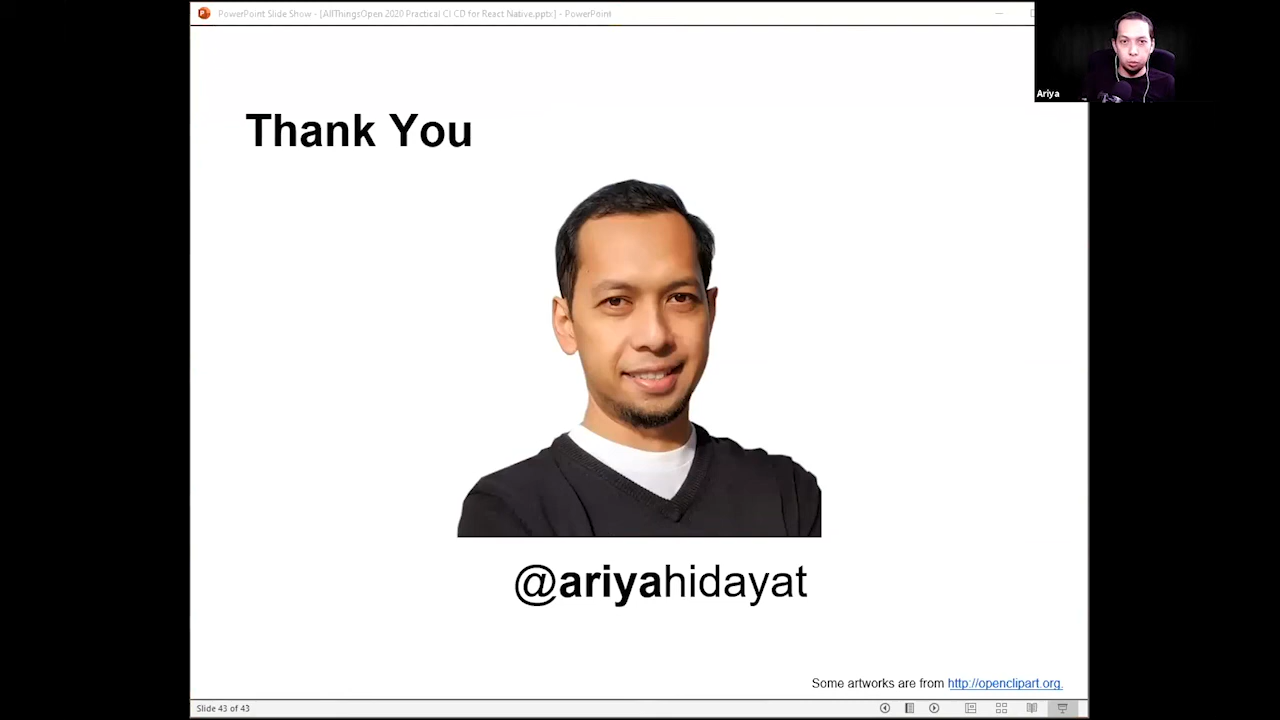 PowerPoint Slide Show - [AllThingsOpen 2020 Practical CI CD for React Native.pptx] - PowerPoint
Ariya
Thank You
@ariyahidayat
Some artworks are from http://openclipart.org.
Slide 43 of 43